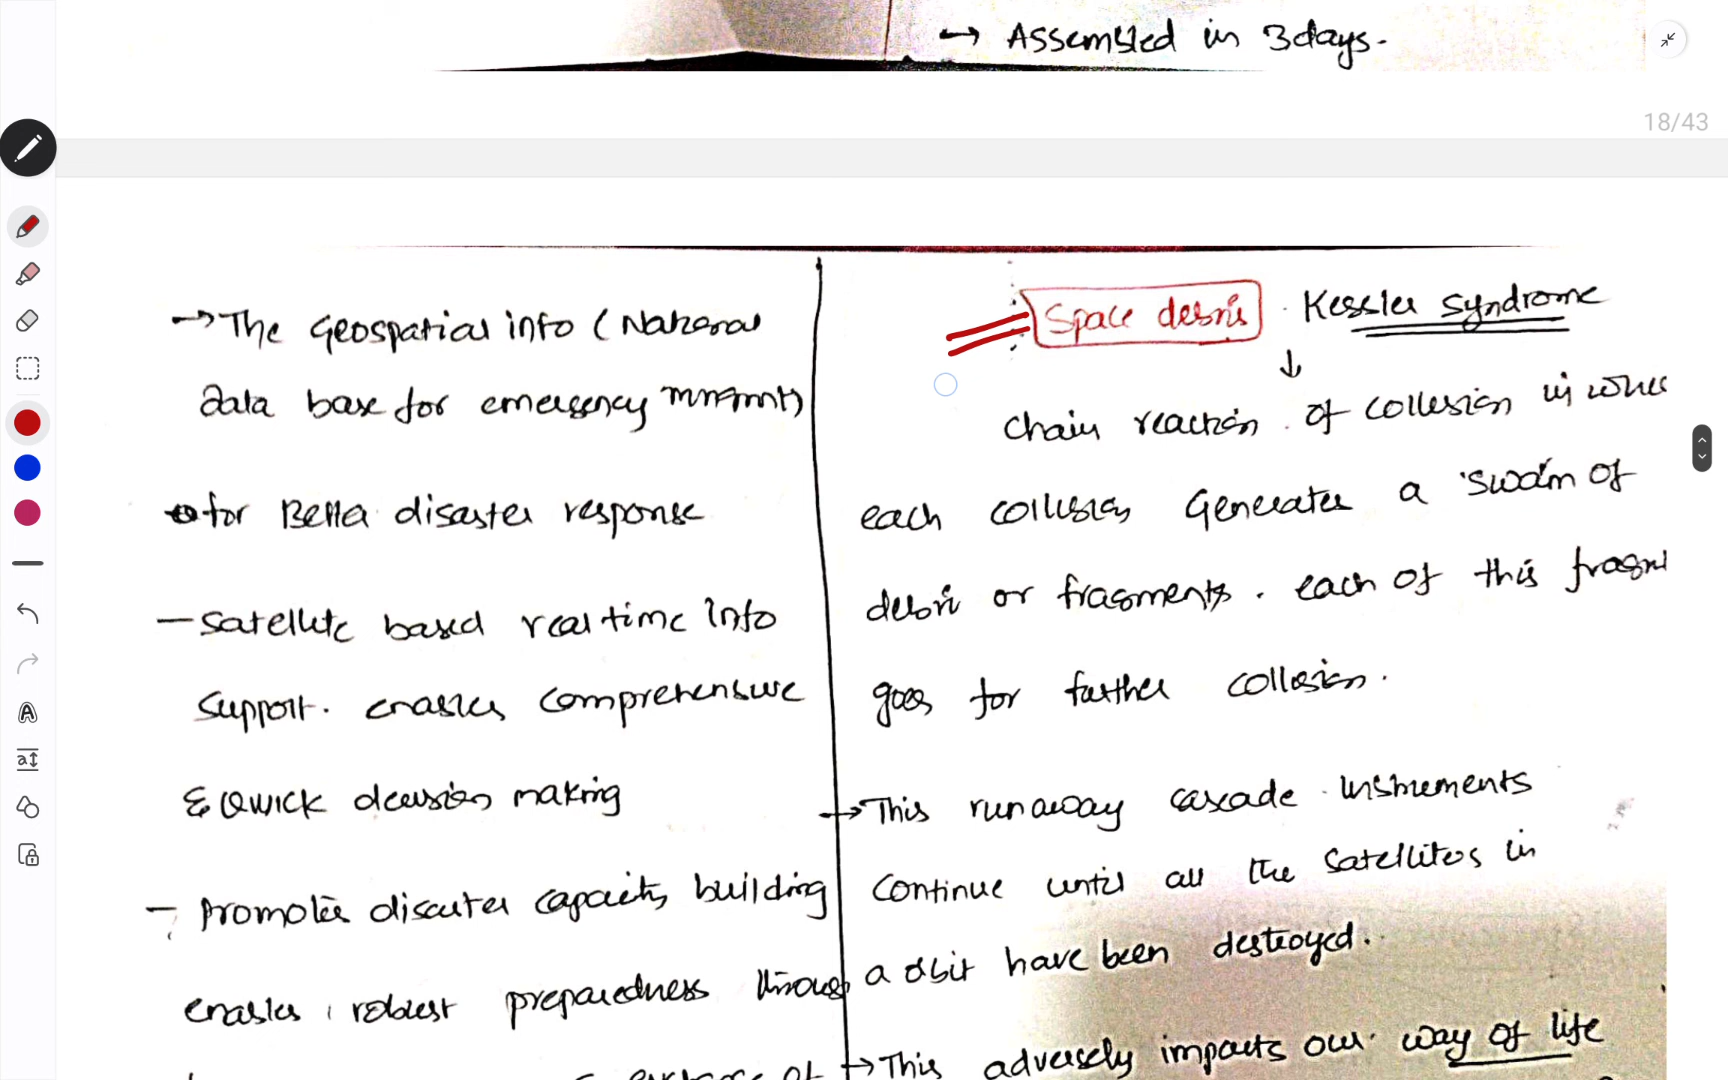 → Assembled in 3days.
18/43
→ The Geospatial info (National
data base for emergency mngmnt)
for Better disaster response
- Satellite based real time Info
Support. enables comprehensive
& Quick decision making
- promotes disaster capacity building
enables robust preparedness through
Space debris
Kessler Syndrome
↓
Chain reaction of collision in
each collision Generates a swarm of
debris or fragments. each of this
goes for further collision.
→ This runaway cascade
continue until all the satellites in
a orbit have been destroyed.
→ This adversely impacts our way of life